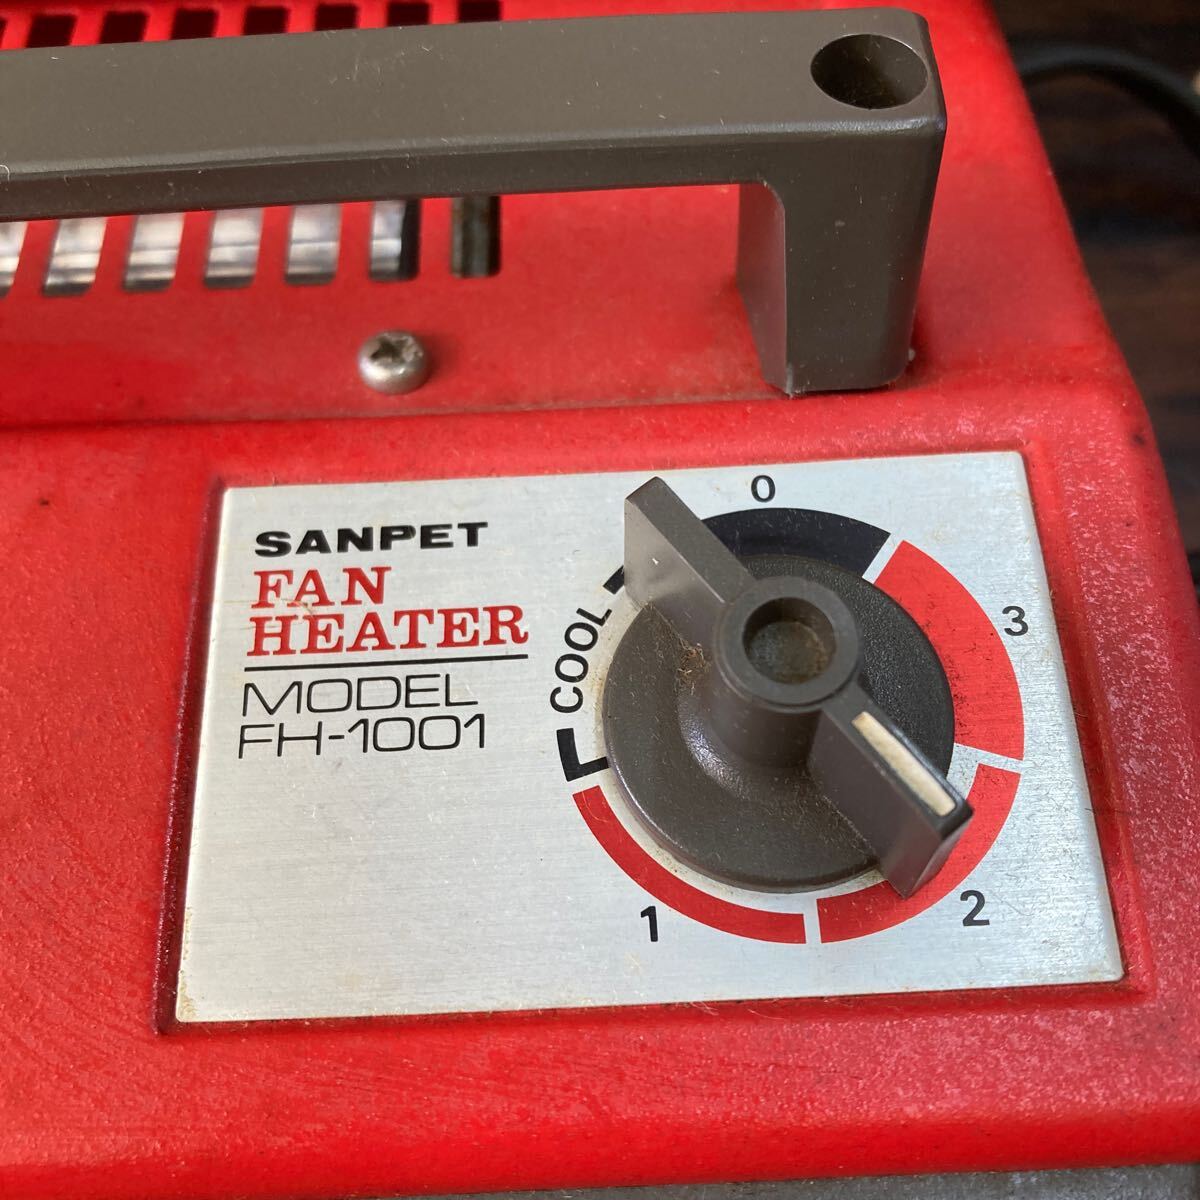 SANPET
FAN
HEATER
MODEL
FH-1001
0
COOL
3
1
2